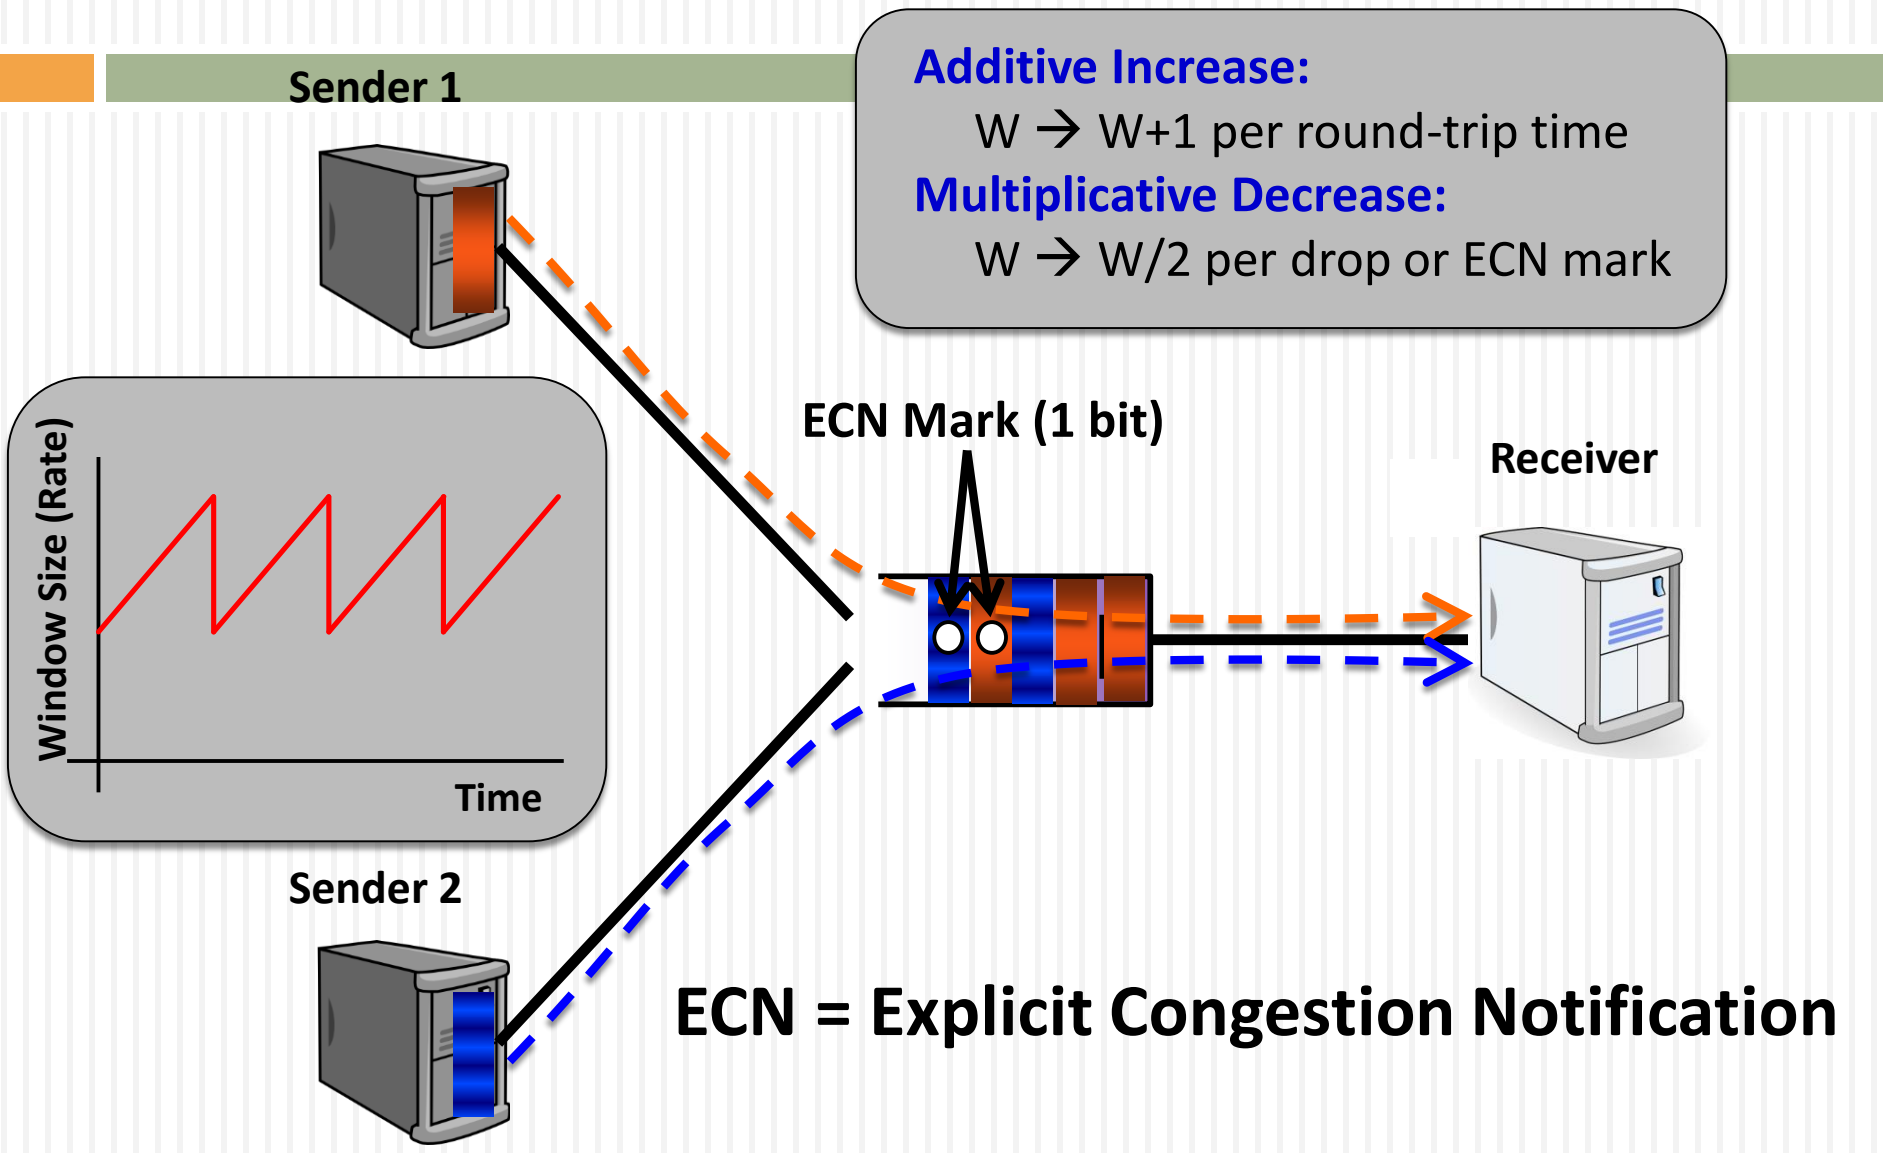 Sender 1
Additive Increase:
W → W+1 per round-trip time
Multiplicative Decrease:
W → W/2 per drop or ECN mark
ECN Mark (1 bit)
Receiver
Window Size (Rate)
Time
Sender 2
ECN = Explicit Congestion Notification